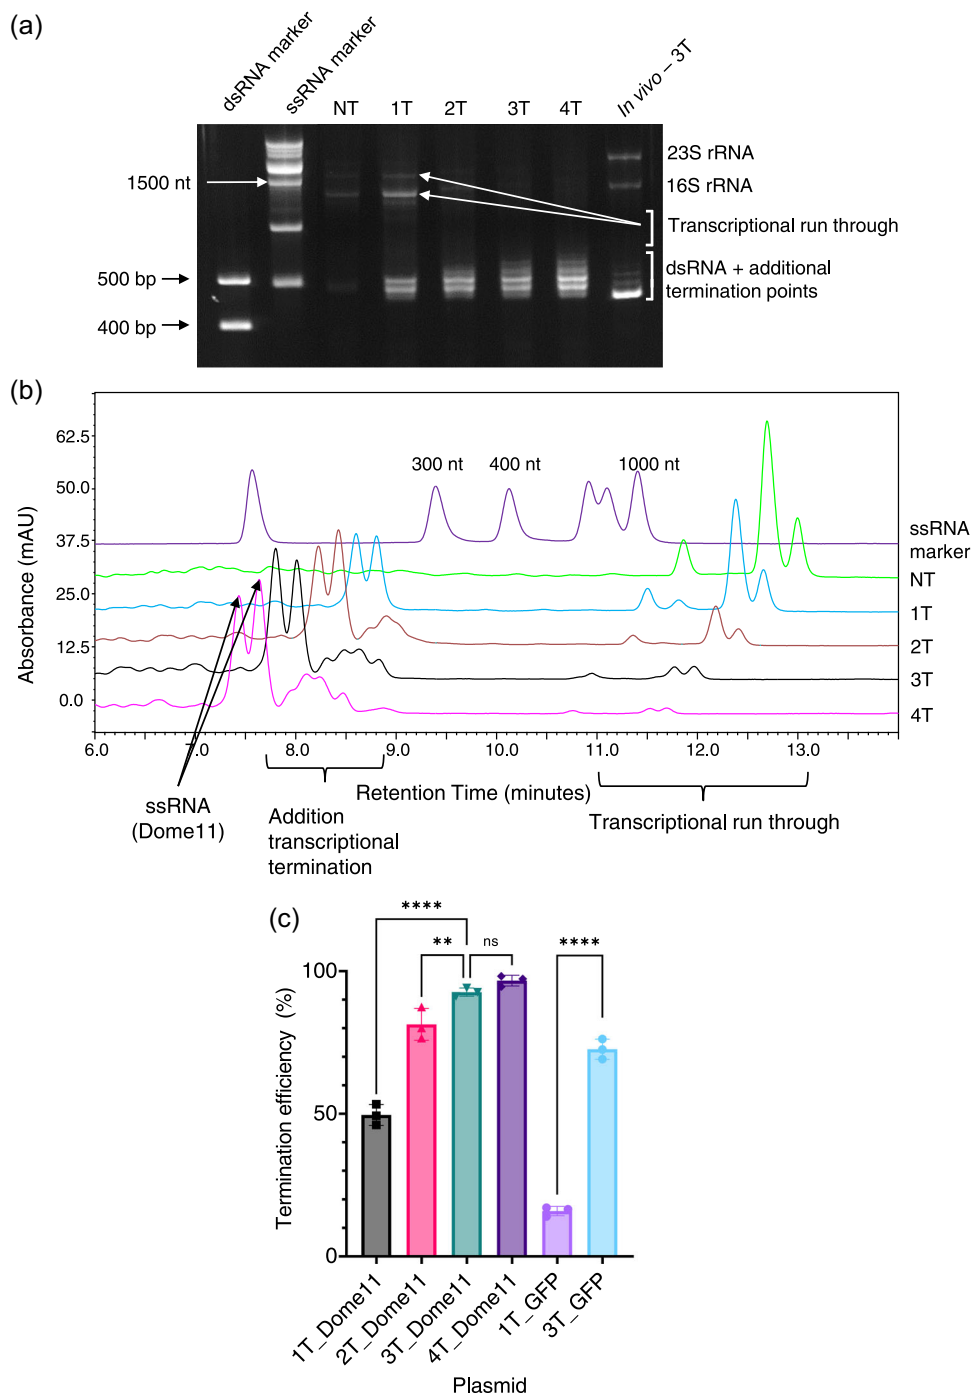 (a)
dsRNA marker
ssRNA marker
NT
1T
2T
3T
4T
In vivo – 3T
1500 nt
500 bp
400 bp
23S rRNA
16S rRNA
Transcriptional run through
dsRNA + additional
termination points
(b)
Absorbance (mAU)
62.5
50.0
37.5
25.0
12.5
0.0
300 nt
400 nt
1000 nt
ssRNA
marker
NT
1T
2T
3T
4T
6.0
7.0
8.0
9.0
10.0
11.0
12.0
13.0
Retention Time (minutes)
ssRNA
(Dome11)
Addition
transcriptional
termination
Transcriptional run through
(c)
****
**
ns
****
Termination efficiency (%)
100
50
0
1T_Dome11
2T_Dome11
3T_Dome11
4T_Dome11
1T_GFP
3T_GFP
Plasmid